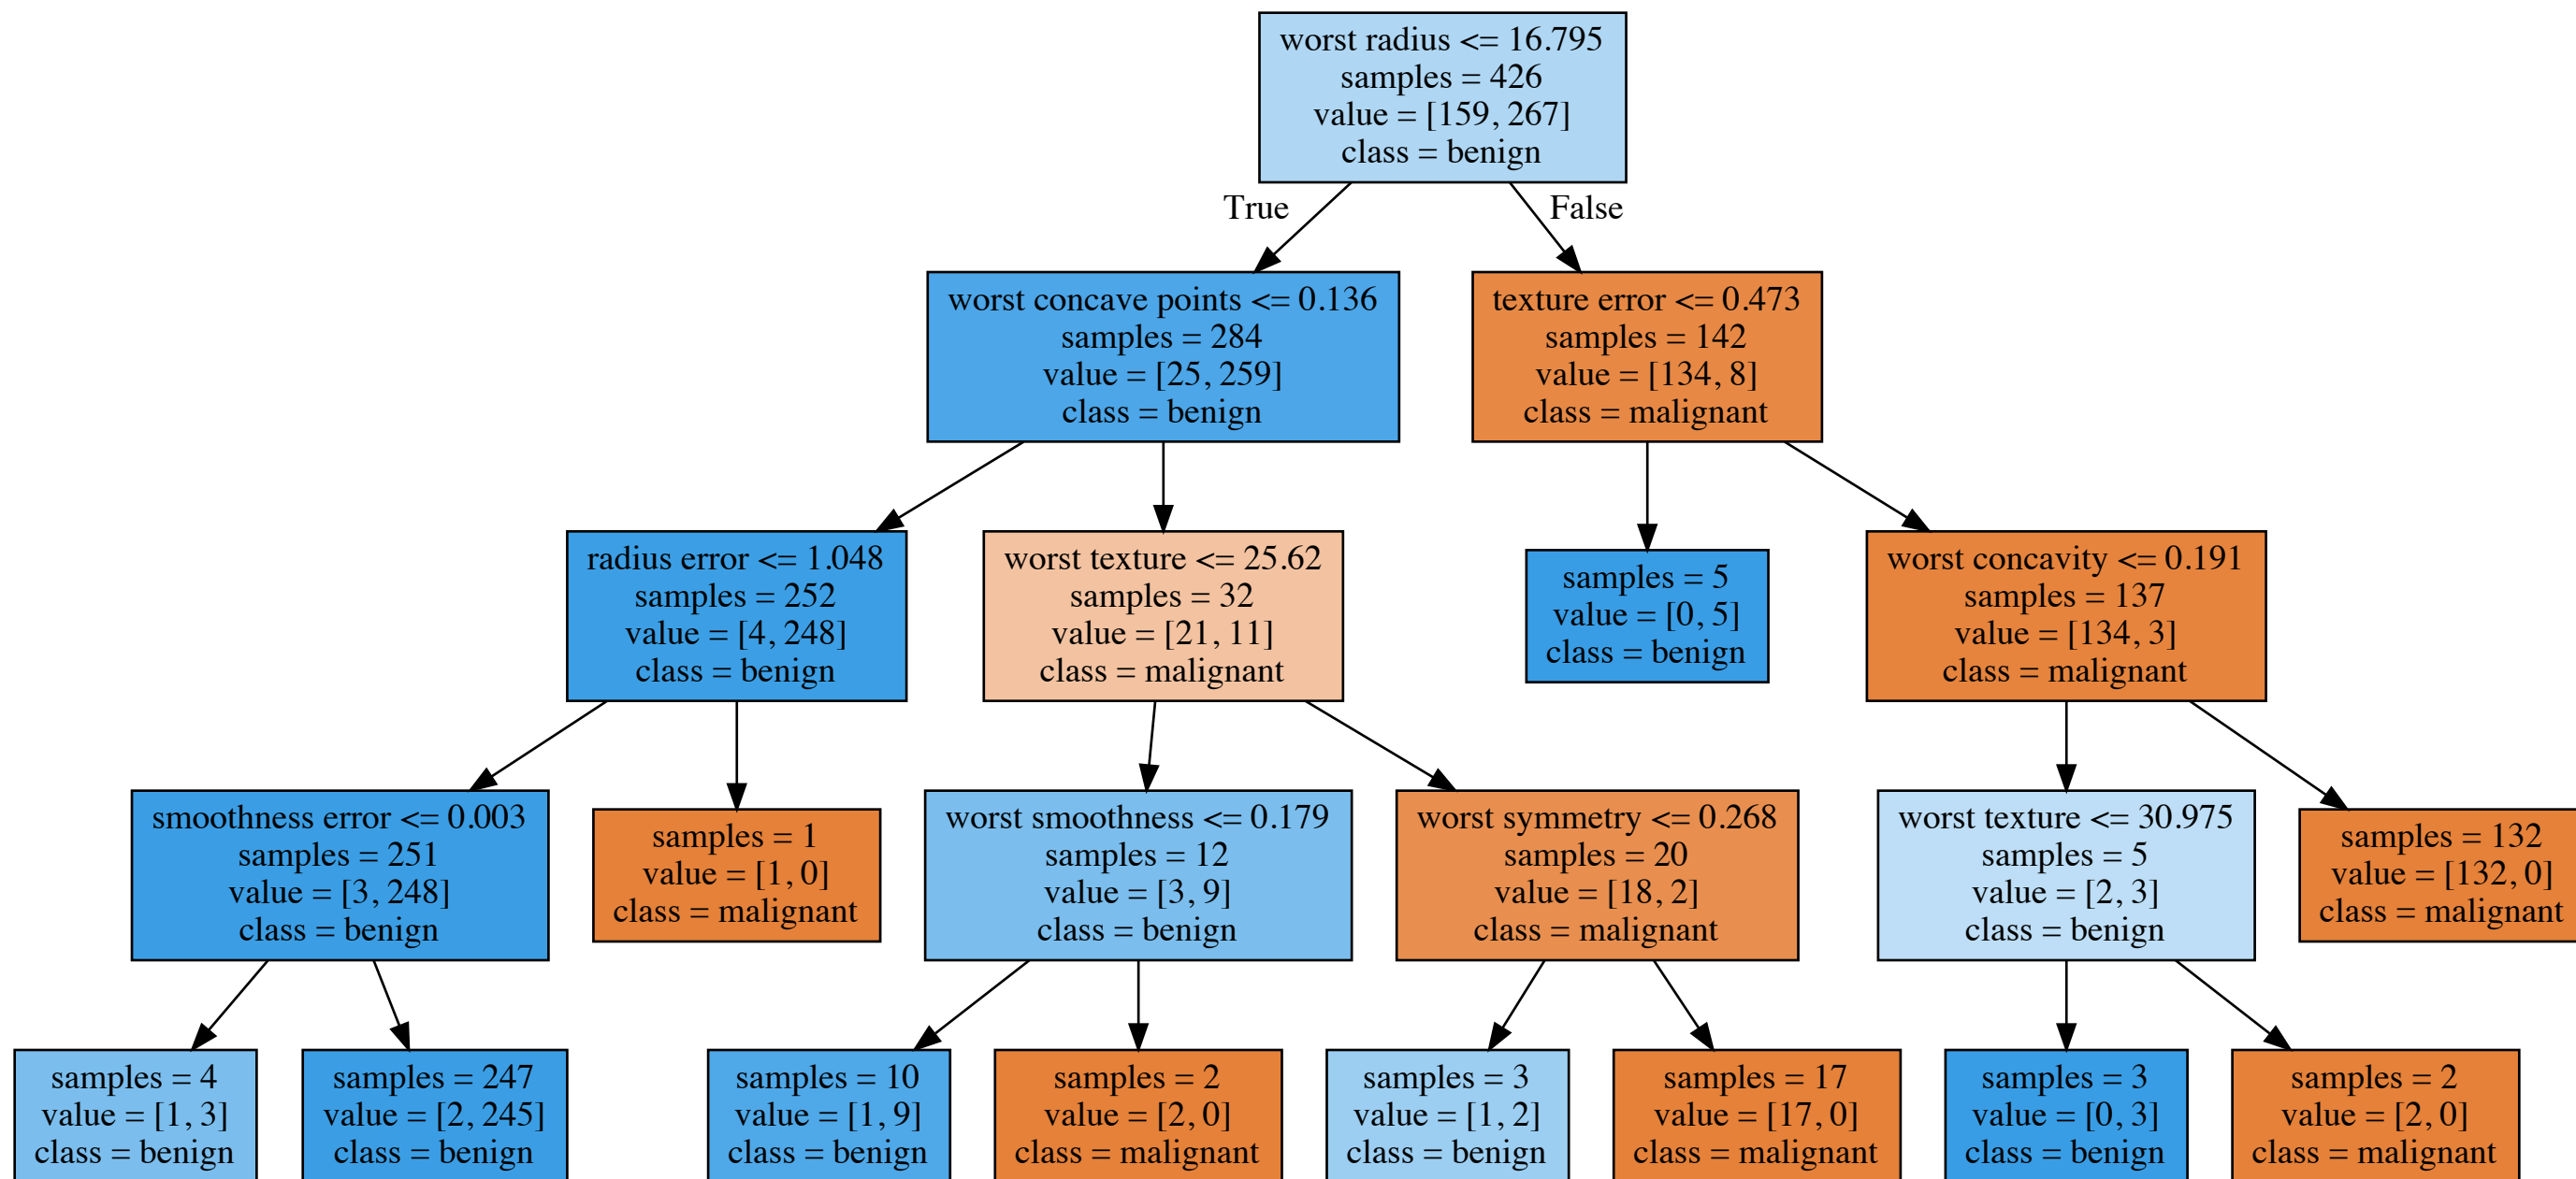 worst radius <= 16.795
samples = 426
value = [159, 267]
class = benign
True
False
worst concave points <= 0.136
samples = 284
value = [25, 259]
class = benign
texture error <= 0.473
samples = 142
value = [134, 8]
class = malignant
radius error <= 1.048
samples = 252
value = [4, 248]
class = benign
worst texture <= 25.62
samples = 32
value = [21, 11]
class = malignant
samples = 5
value = [0, 5]
class = benign
worst concavity <= 0.191
samples = 137
value = [134, 3]
class = malignant
smoothness error <= 0.003
samples = 251
value = [3, 248]
class = benign
samples = 1
value = [1, 0]
class = malignant
worst smoothness <= 0.179
samples = 12
value = [3, 9]
class = benign
worst symmetry <= 0.268
samples = 20
value = [18, 2]
class = malignant
worst texture <= 30.975
samples = 5
value = [2, 3]
class = benign
samples = 132
value = [132, 0]
class = malignant
samples = 4
value = [1, 3]
class = benign
samples = 247
value = [2, 245]
class = benign
samples = 10
value = [1, 9]
class = benign
samples = 2
value = [2, 0]
class = malignant
samples = 3
value = [1, 2]
class = benign
samples = 17
value = [17, 0]
class = malignant
samples = 3
value = [0, 3]
class = benign
samples = 2
value = [2, 0]
class = malignant